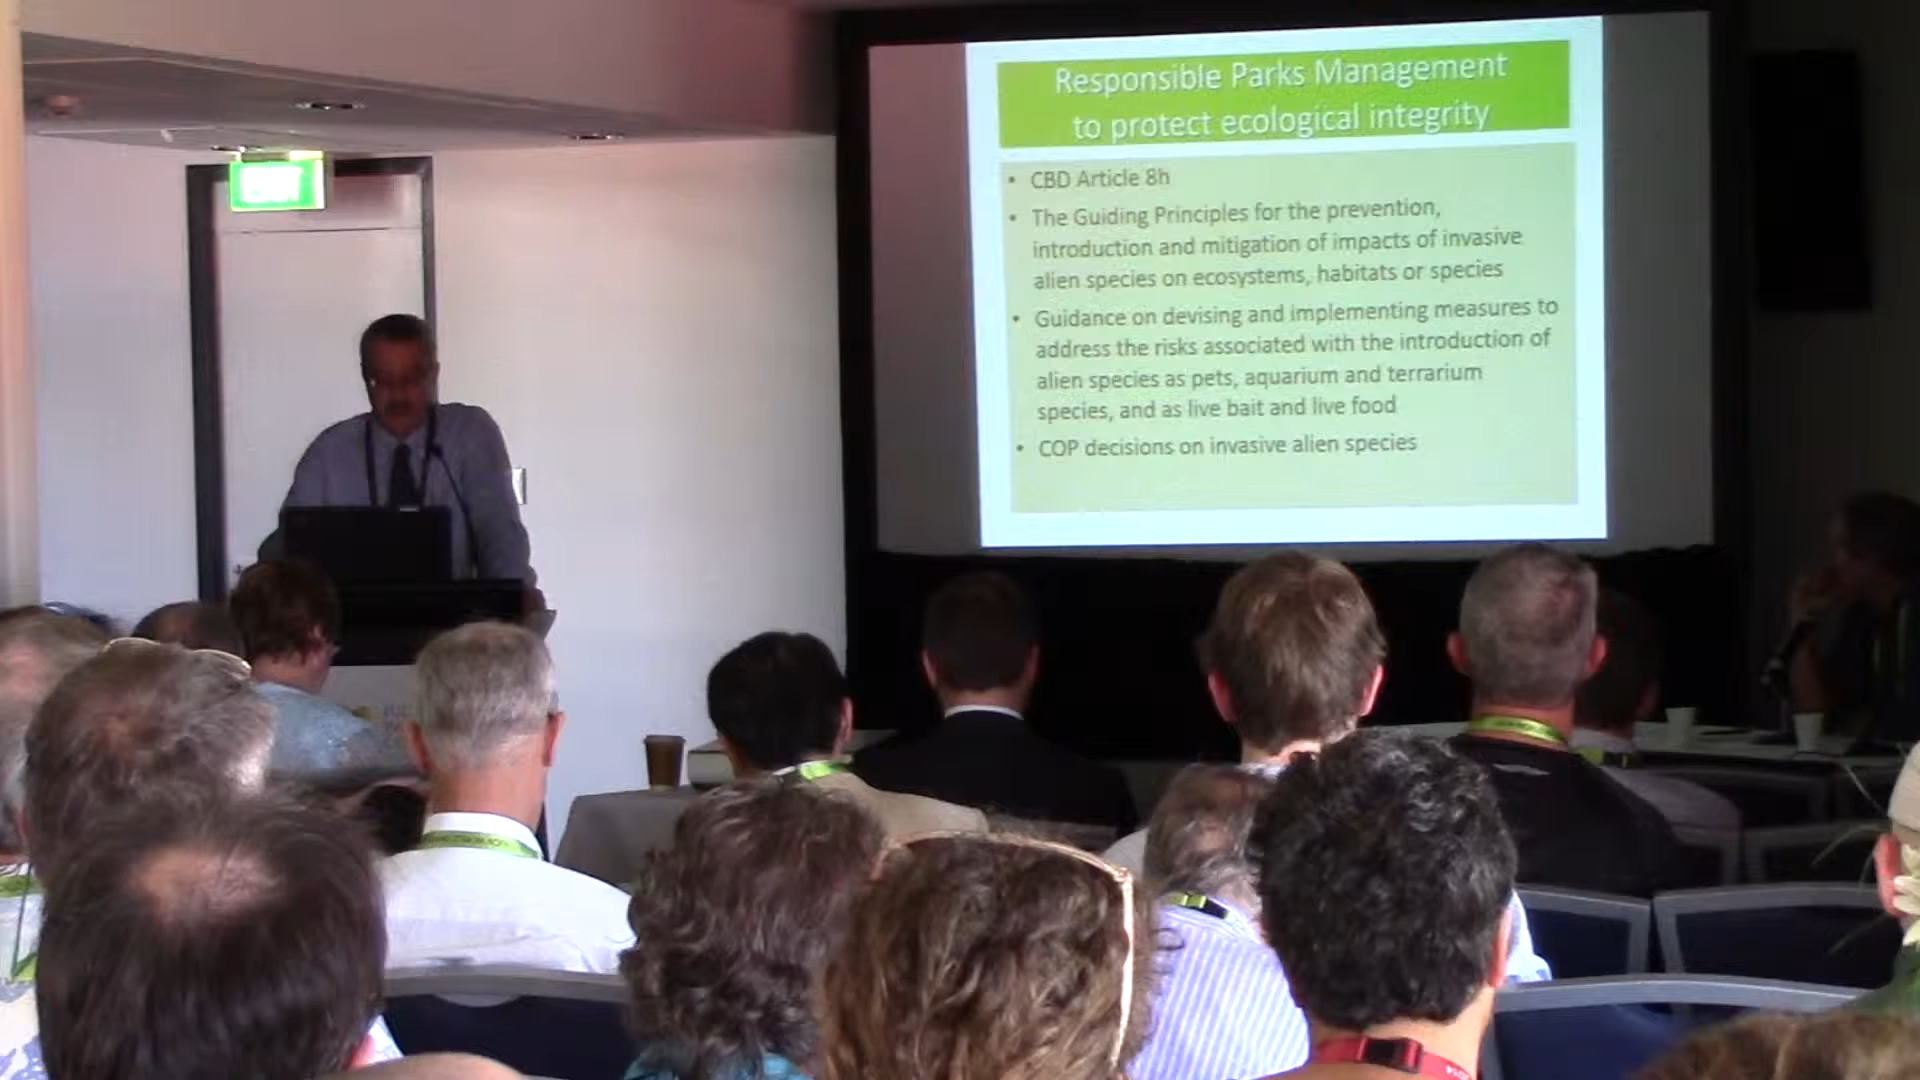 Responsible Parks Management
to protect ecological integrity
• CBD Article 8h
• The Guiding Principles for the prevention,
introduction and mitigation of impacts of invasive
alien species on ecosystems, habitats or species
• Guidance on devising and implementing measures to
address the risks associated with the introduction of
alien species as pets, aquarium and terrarium
species, and as live bait and live food
• COP decisions on invasive alien species